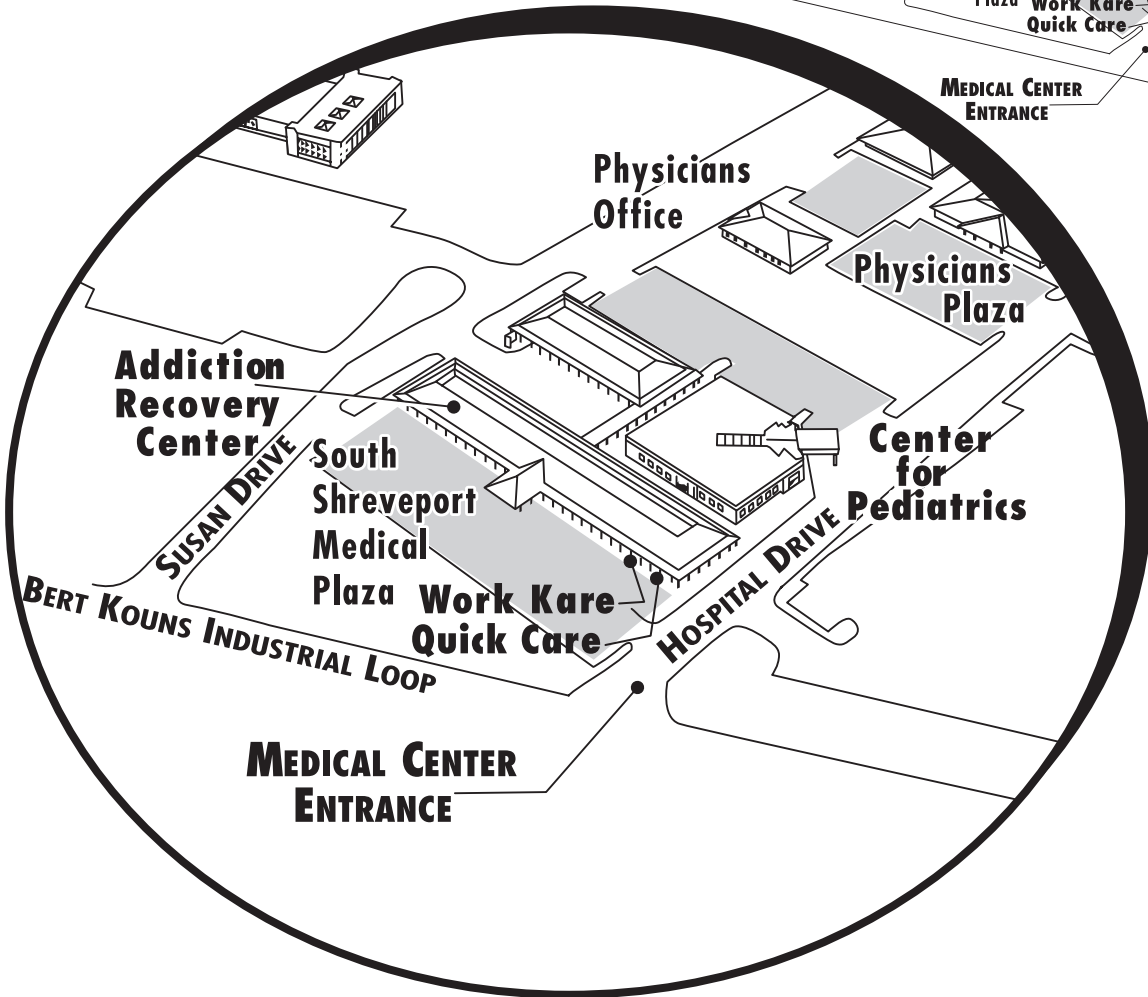 Plaza Work Kare
Quick Care
MEDICAL CENTER
ENTRANCE
Physicians
Office
Physicians
Plaza
Addiction
Recovery
Center
South
Shreveport
Medical
Plaza
Center
for
Pediatrics
SUSAN DRIVE
Work Kare
Quick Care
HOSPITAL DRIVE
BERT KOUNS INDUSTRIAL LOOP
MEDICAL CENTER
ENTRANCE